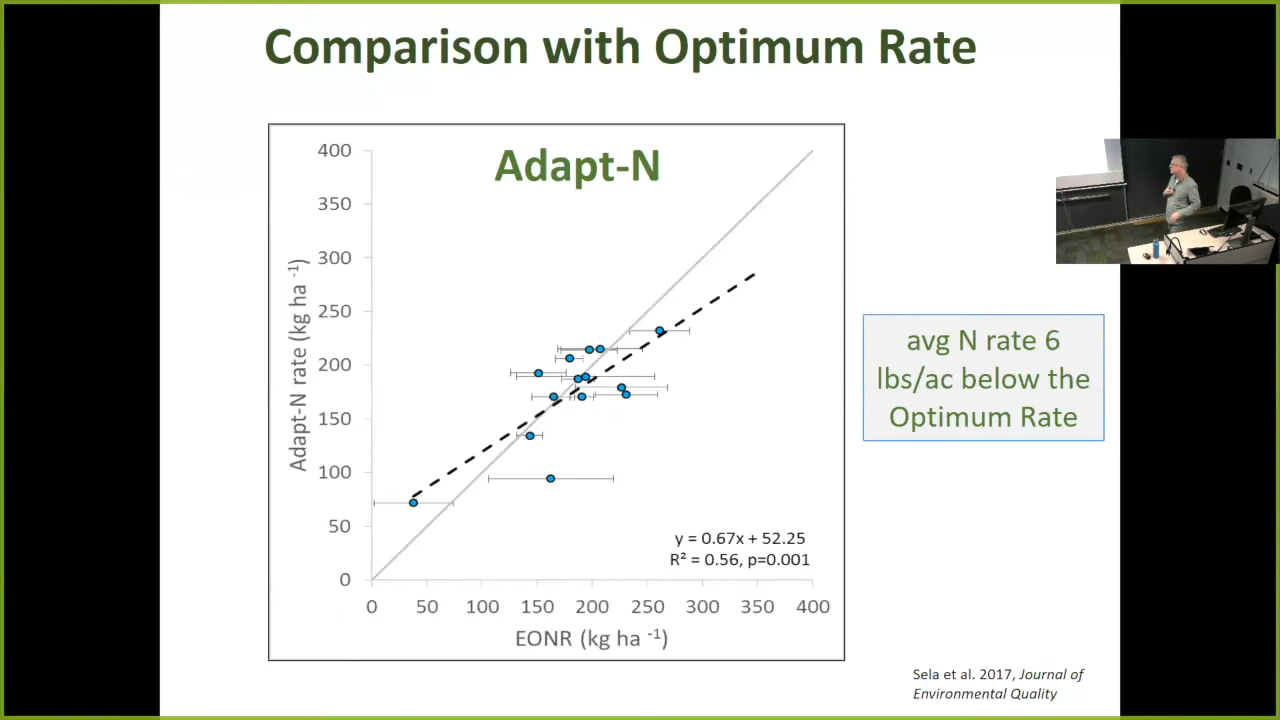 Comparison with Optimum Rate
Adapt-N
400
350
300
250
200
150
100
50
0
Adapt-N rate (kg ha -1)
y = 0.67x + 52.25
R² = 0.56, p=0.001
0 50 100 150 200 250 300 350 400
EONR (kg ha -1)
avg N rate 6
lbs/ac below the
Optimum Rate
Sela et al. 2017, Journal of
Environmental Quality